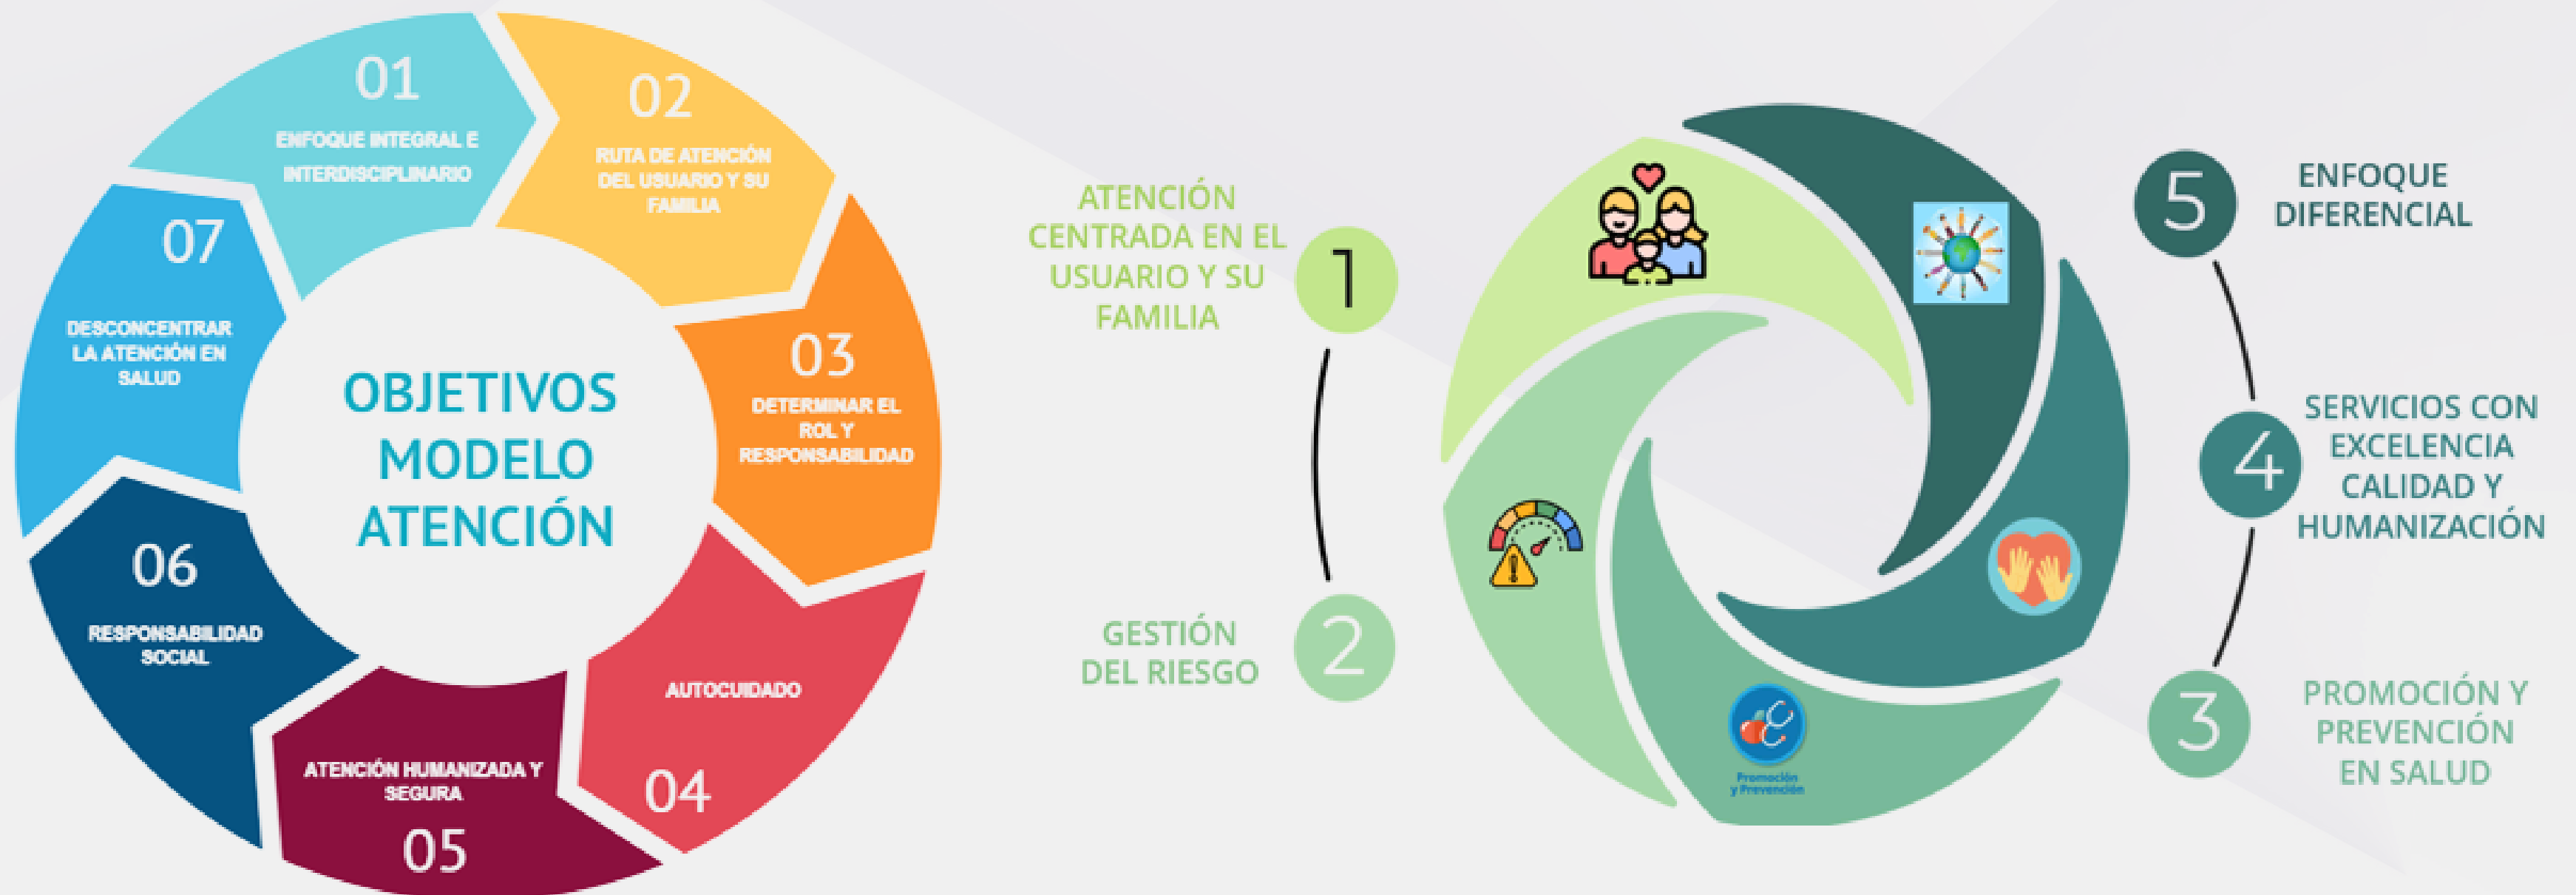 01
ENFOQUE INTEGRAL E
INTERDISCIPLINARIO
02
RUTA DE ATENCIÓN
DEL USUARIO Y SU
FAMILIA
03
DETERMINAR EL
ROL Y
RESPONSABILIDAD
AUTOCUIDADO
04
ATENCIÓN HUMANIZADA Y
SEGURA
05
06
RESPONSABILIDAD
SOCIAL
07
DESCONCENTRAR
LA ATENCIÓN EN
SALUD
OBJETIVOS
MODELO
ATENCIÓN
ATENCIÓN
CENTRADA EN EL
USUARIO Y SU
FAMILIA
1
GESTIÓN
DEL RIESGO
2
Promoción
y Prevención
3
PROMOCIÓN Y
PREVENCIÓN
EN SALUD
4
SERVICIOS CON
EXCELENCIA
CALIDAD Y
HUMANIZACIÓN
5
ENFOQUE
DIFERENCIAL